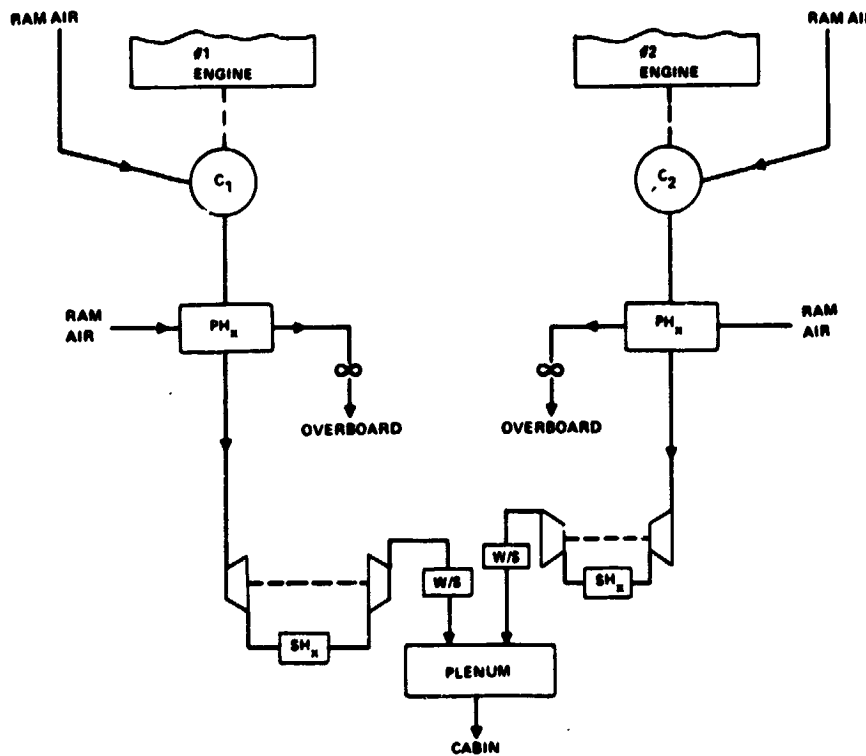 RAM AIR
#1
ENGINE
#2
ENGINE
RAM AIR
C1
C2
RAM
AIR
PHx
PHx
RAM
AIR
OVERBOARD
OVERBOARD
W/S
W/S
SHx
SHx
PLENUM
CABIN